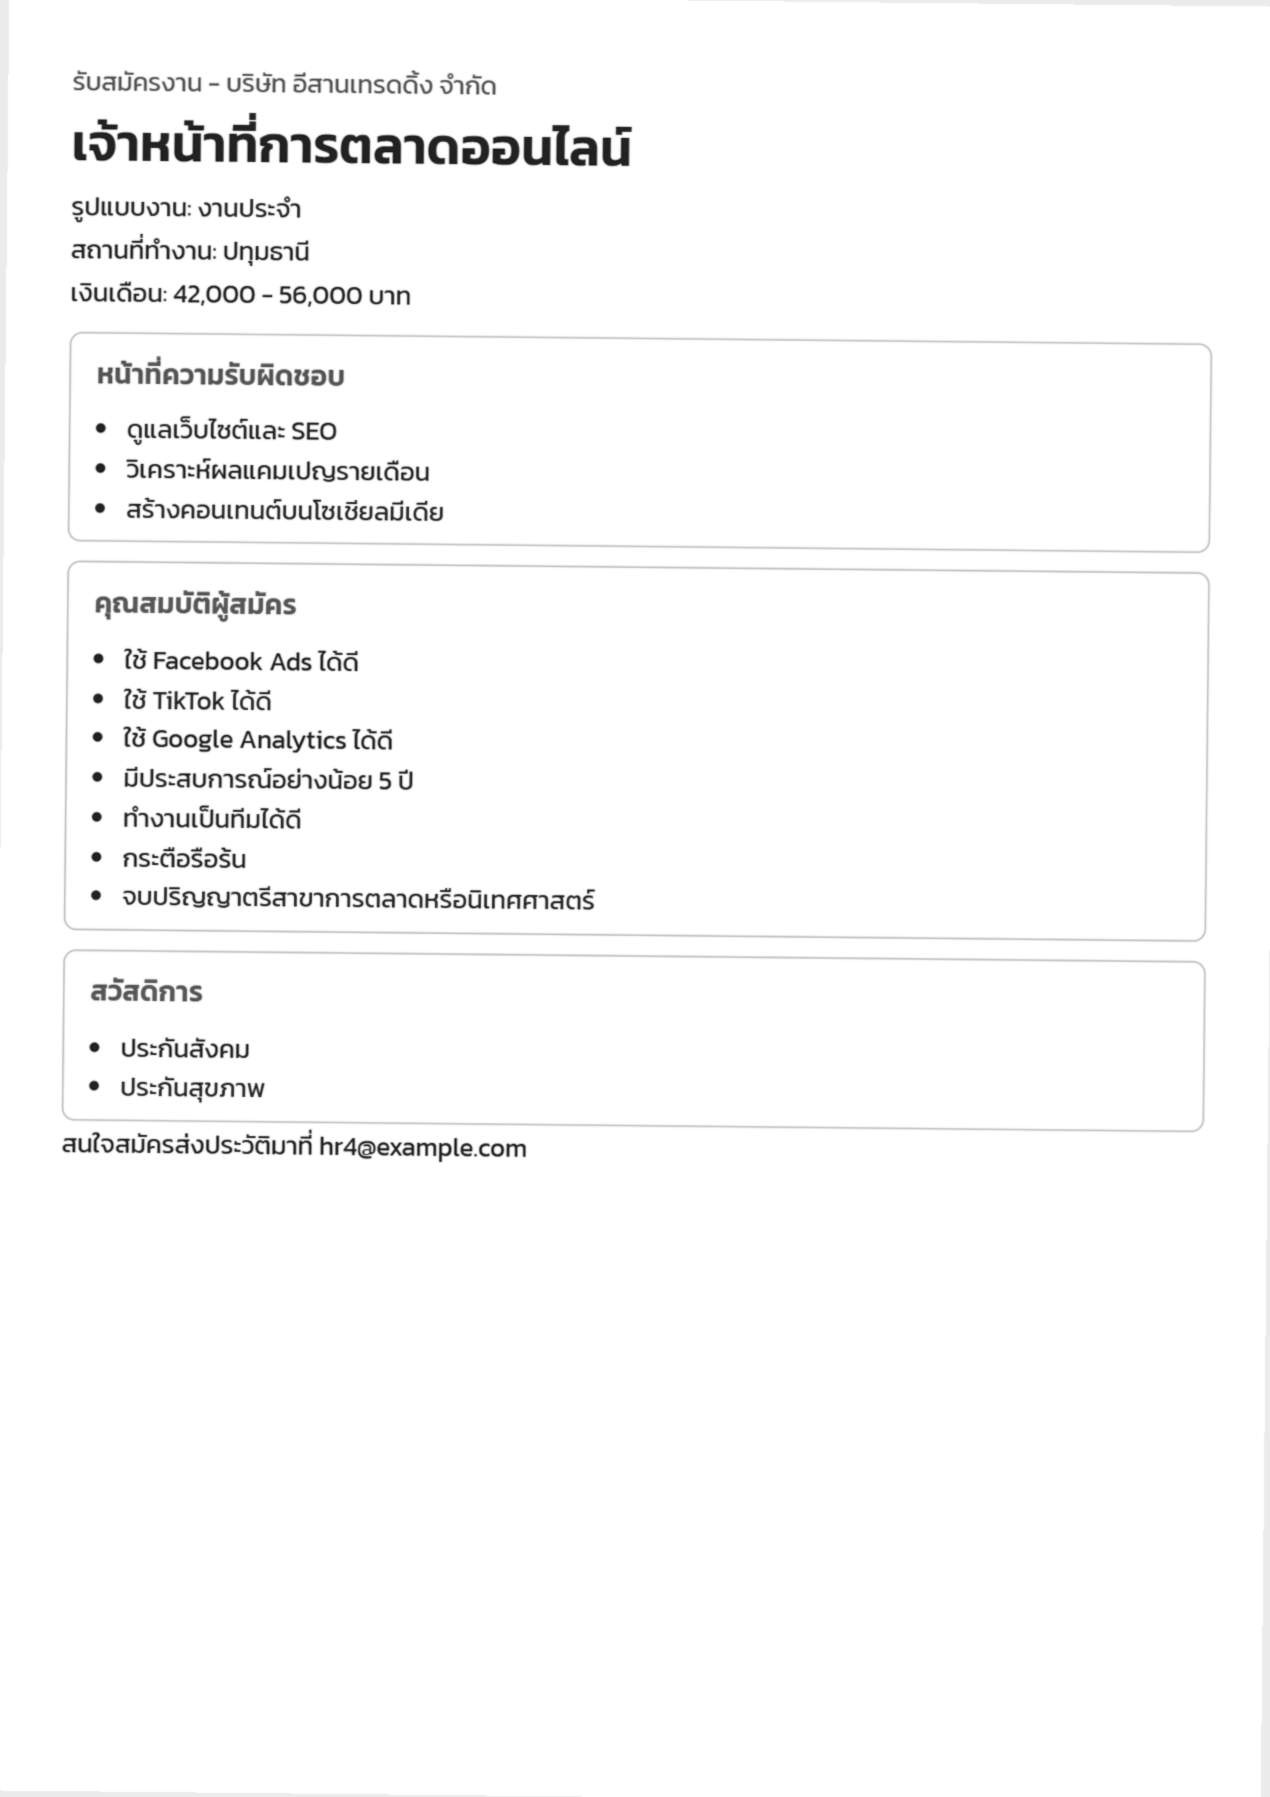 รับสมัครงาน - บริษัท อีสานเทรดดิ้ง จำกัด
เจ้าหน้าที่การตลาดออนไลน์
รูปแบบงาน: งานประจำ
สถานที่ทำงาน: ปทุมธานี
เงินเดือน: 42,000 - 56,000 บาท
หน้าที่ความรับผิดชอบ
• ดูแลเว็บไซต์และ SEO
• วิเคราะห์ผลแคมเปญรายเดือน
• สร้างคอนเทนต์บนโซเชียลมีเดีย
คุณสมบัติผู้สมัคร
• ใช้ Facebook Ads ได้ดี
• ใช้ TikTok ได้ดี
• ใช้ Google Analytics ได้ดี
• มีประสบการณ์อย่างน้อย 5 ปี
• ทำงานเป็นทีมได้ดี
• กระตือรือร้น
• จบปริญญาตรีสาขาการตลาดหรือนิเทศศาสตร์
สวัสดิการ
• ประกันสังคม
• ประกันสุขภาพ
สนใจสมัครส่งประวัติมาที่ hr4@example.com